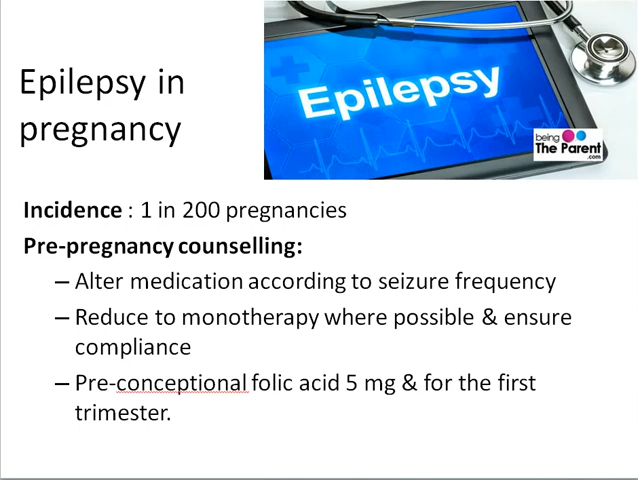 Epilepsy in
pregnancy
Epilepsy
being
The Parent
.com
Incidence : 1 in 200 pregnancies
Pre-pregnancy counselling:
– Alter medication according to seizure frequency
– Reduce to monotherapy where possible & ensure
compliance
– Pre-conceptional folic acid 5 mg & for the first
trimester.